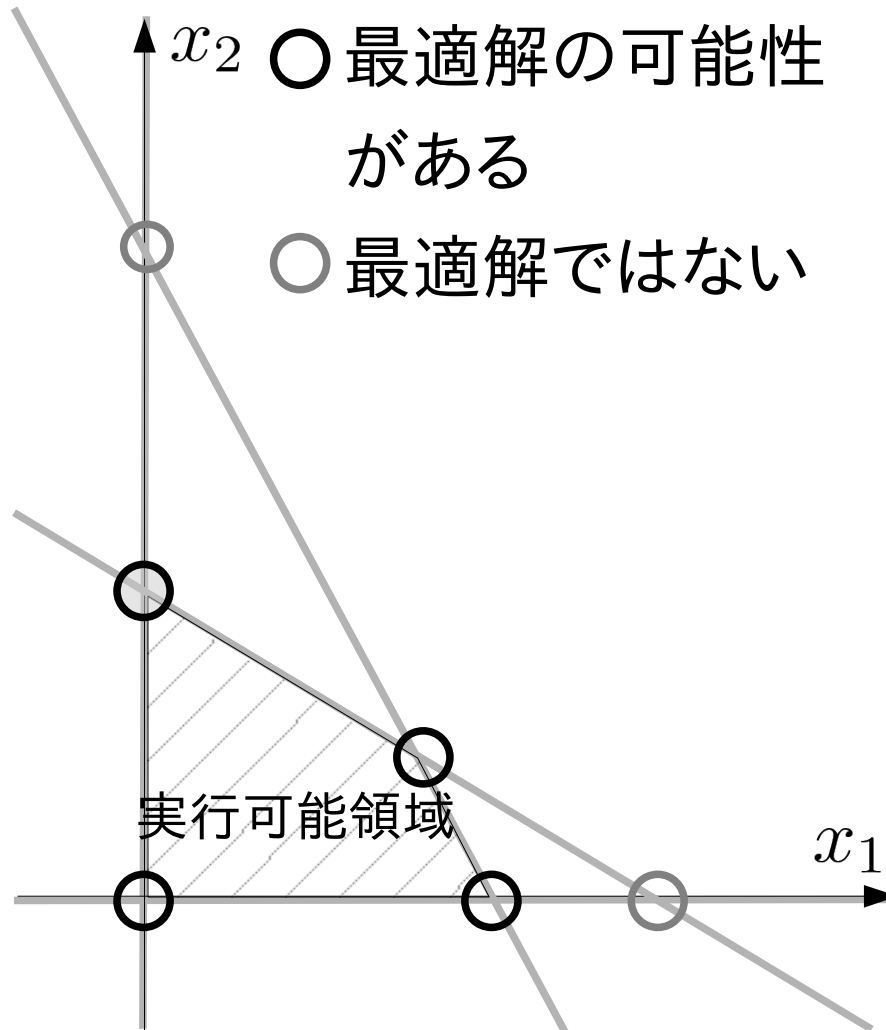 x2
最適解の可能性
がある
最適解ではない
実行可能領域
x1